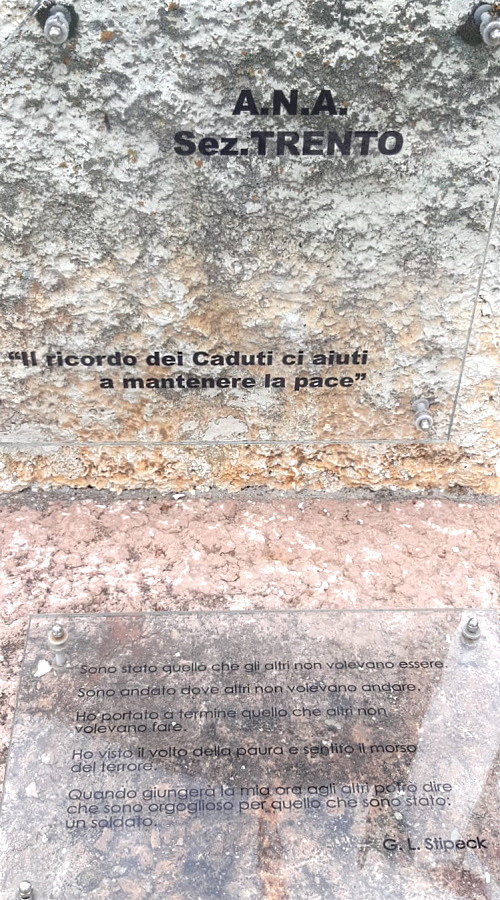 A.N.A.
Sez.TRENTO
“Il ricordo dei Caduti ci aiuti
a mantenere la pace”
Sono stato quello che gli altri non volevano essere.
Sono andato dove altri non volevano andare.
Ho portato a termine quello che altri non
volevano fare.
Ho visto il volto della paura e sentito il morso
del terrore.
Quando giungerà la mia ora agli altri potrò dire
che sono orgoglioso per quello che sono stato:
un soldato.
G. L. Stipeck